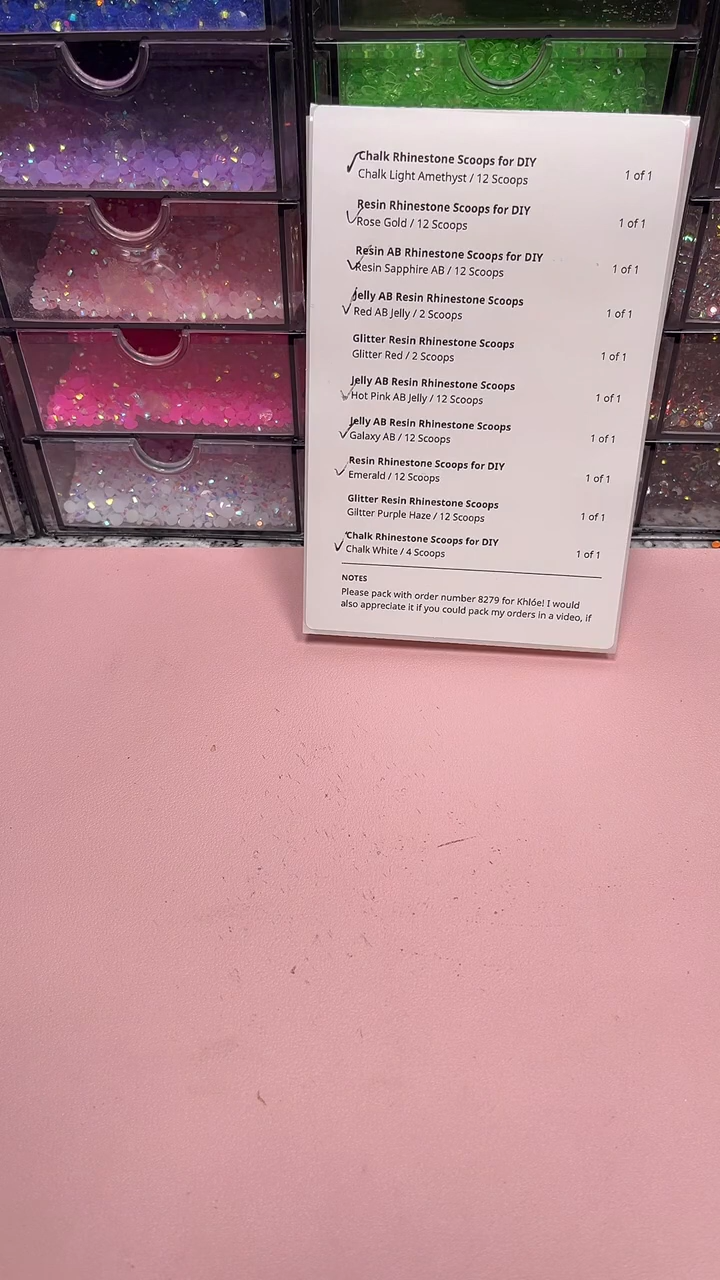 Chalk Rhinestone Scoops for DIY
Chalk Light Amethyst / 12 Scoops 1 of 1
Resin Rhinestone Scoops for DIY
Rose Gold / 12 Scoops 1 of 1
Resin AB Rhinestone Scoops for DIY
Resin Sapphire AB / 12 Scoops 1 of 1
Jelly AB Resin Rhinestone Scoops
Red AB Jelly / 2 Scoops 1 of 1
Glitter Resin Rhinestone Scoops
Glitter Red / 2 Scoops 1 of 1
Jelly AB Resin Rhinestone Scoops
Hot Pink AB Jelly / 12 Scoops 1 of 1
Jelly AB Resin Rhinestone Scoops
Galaxy AB / 12 Scoops 1 of 1
Resin Rhinestone Scoops for DIY
Emerald / 12 Scoops 1 of 1
Glitter Resin Rhinestone Scoops
Giltter Purple Haze / 12 Scoops 1 of 1
Chalk Rhinestone Scoops for DIY
Chalk White / 4 Scoops 1 of 1
NOTES
Please pack with order number 8279 for Khlóe! I would
also appreciate it if you could pack my orders in a video, if